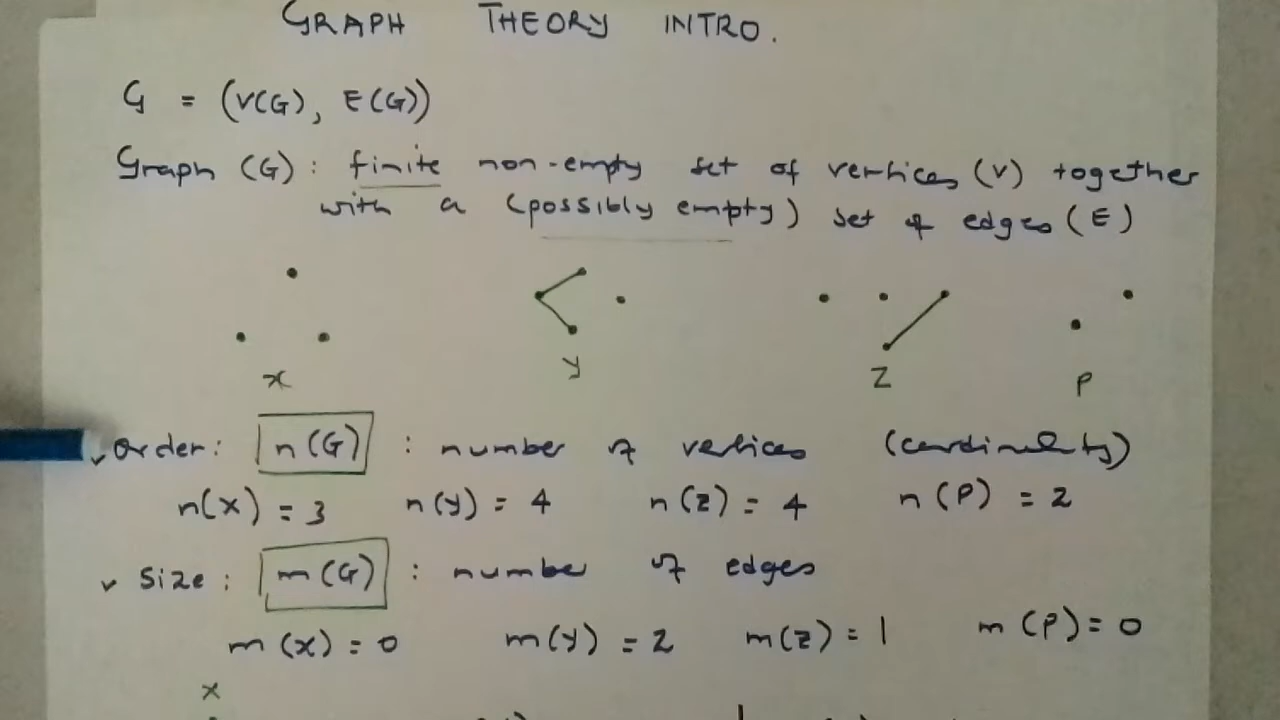 GRAPH THEORY INTRO.
G = (V(G), E(G))
Graph (G): finite non-empty set of vertices (V) together
with a (possibly empty) set of edges (E)
x y z p
Order: n(G) : number of vertices (cardinality)
n(x) = 3 n(y) = 4 n(z) = 4 n(P) = 2
Size: m(G) : number of edges
m(x) = 0 m(y) = 2 m(z) = 1 m(P) = 0
x